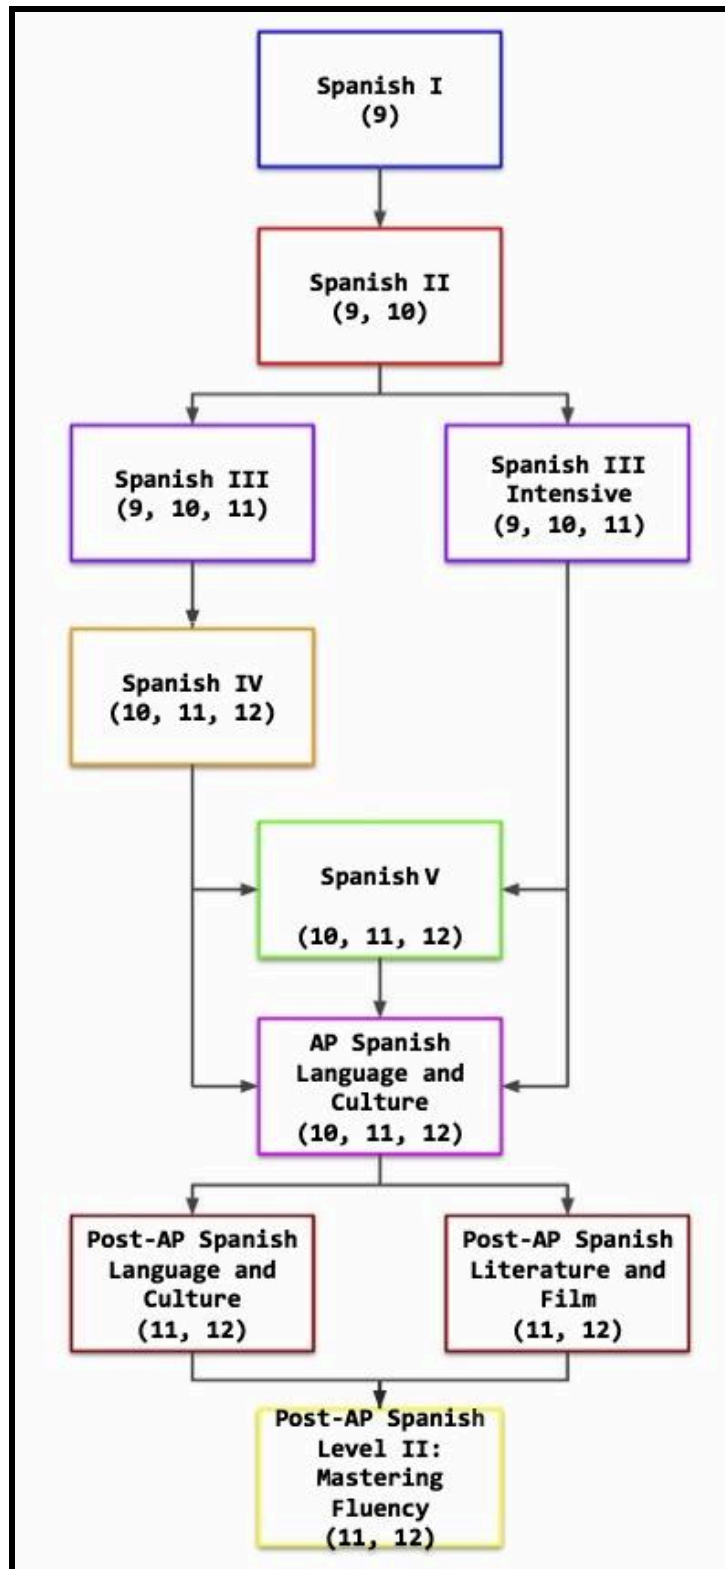 Spanish I
(9)
Spanish II
(9, 10)
Spanish III
(9, 10, 11)
Spanish III
Intensive
(9, 10, 11)
Spanish IV
(10, 11, 12)
Spanish V
(10, 11, 12)
AP Spanish
Language and
Culture
(10, 11, 12)
Post-AP Spanish
Language and
Culture
(11, 12)
Post-AP Spanish
Literature and
Film
(11, 12)
Post-AP Spanish
Level II:
Mastering
Fluency
(11, 12)